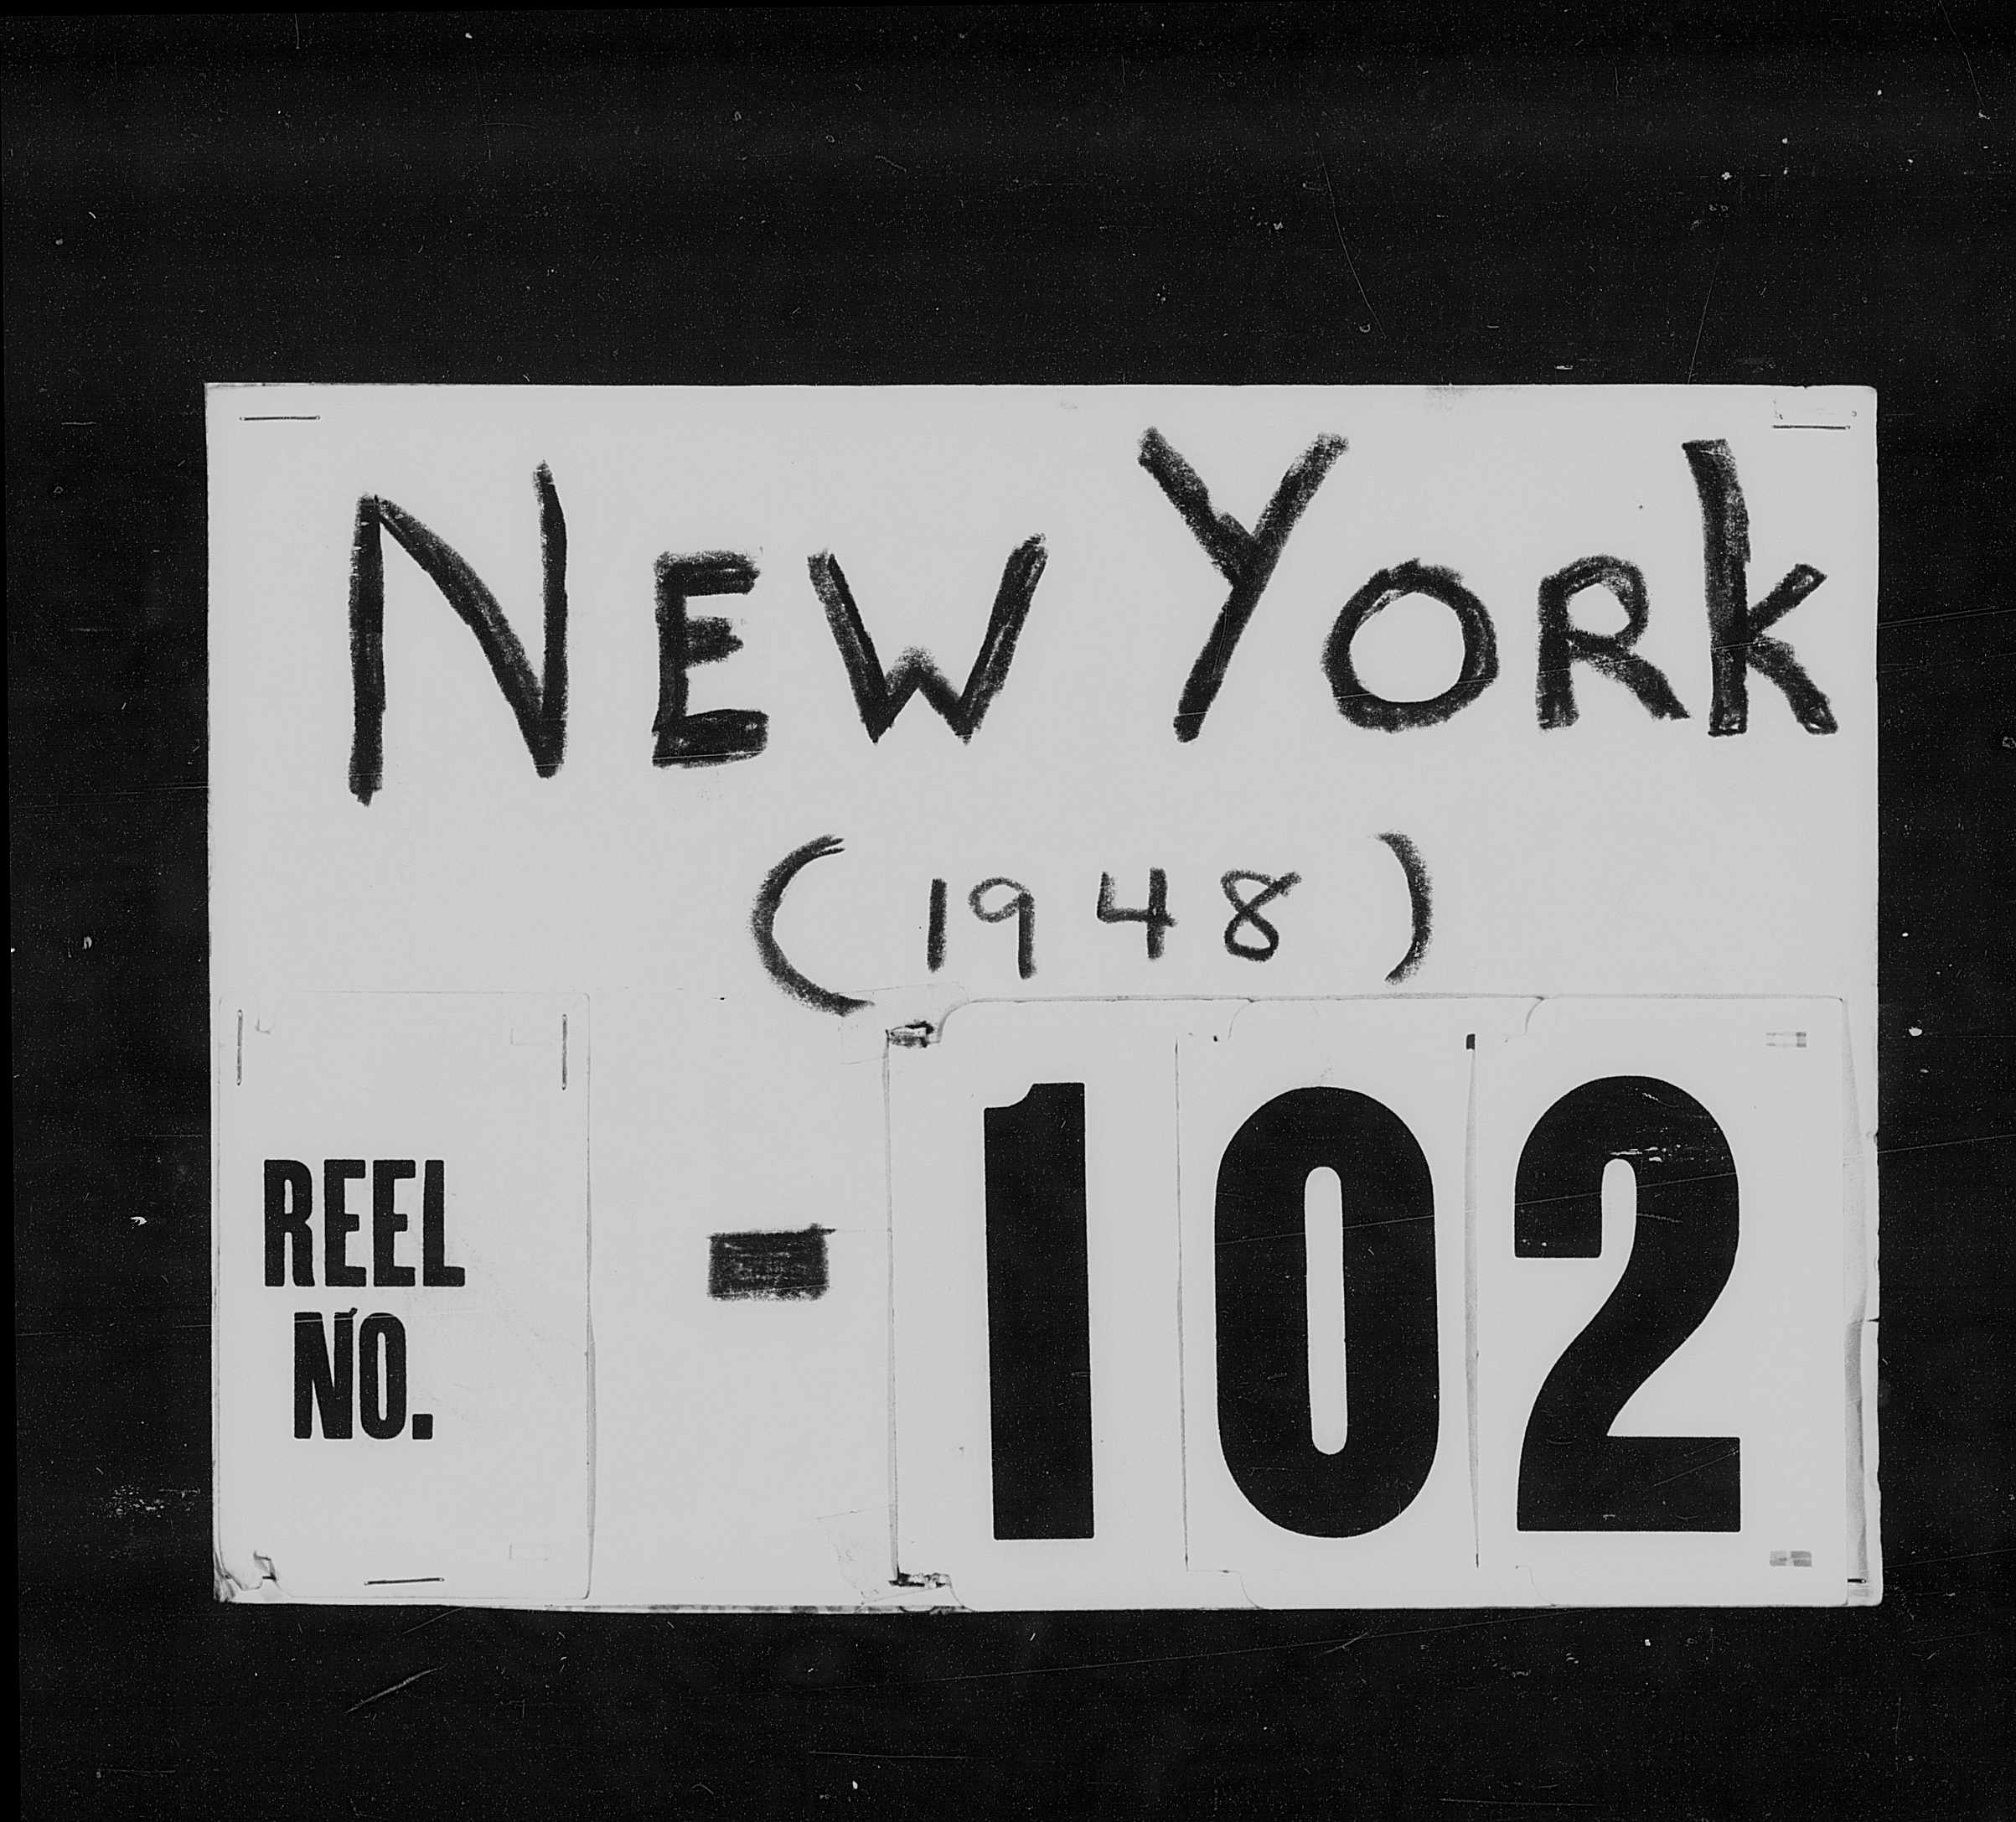 NEW YORk
(1948)
REEL
NO.
- 102